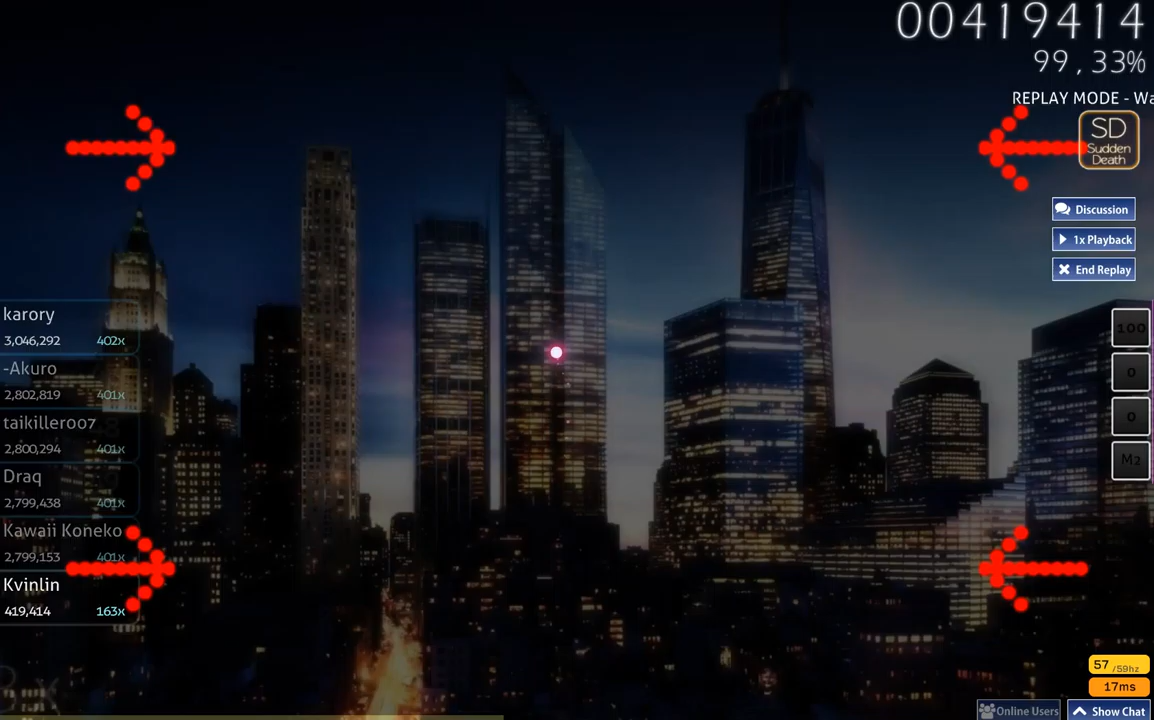 00419414
99,33%
REPLAY MODE - Wa
SD
Sudden
Death
Discussion
1x Playback
End Replay
karory
3,046,292 402x
-Akuro
2,802,819 401x
taikiller007
2,800,294 401x
Draq
2,799,438 401x
Kawaii Koneko
2,799,153 401x
Kvinlin
419,414 163x
100
0
0
M2
57 /59hz
17ms
Online Users
Show Chat